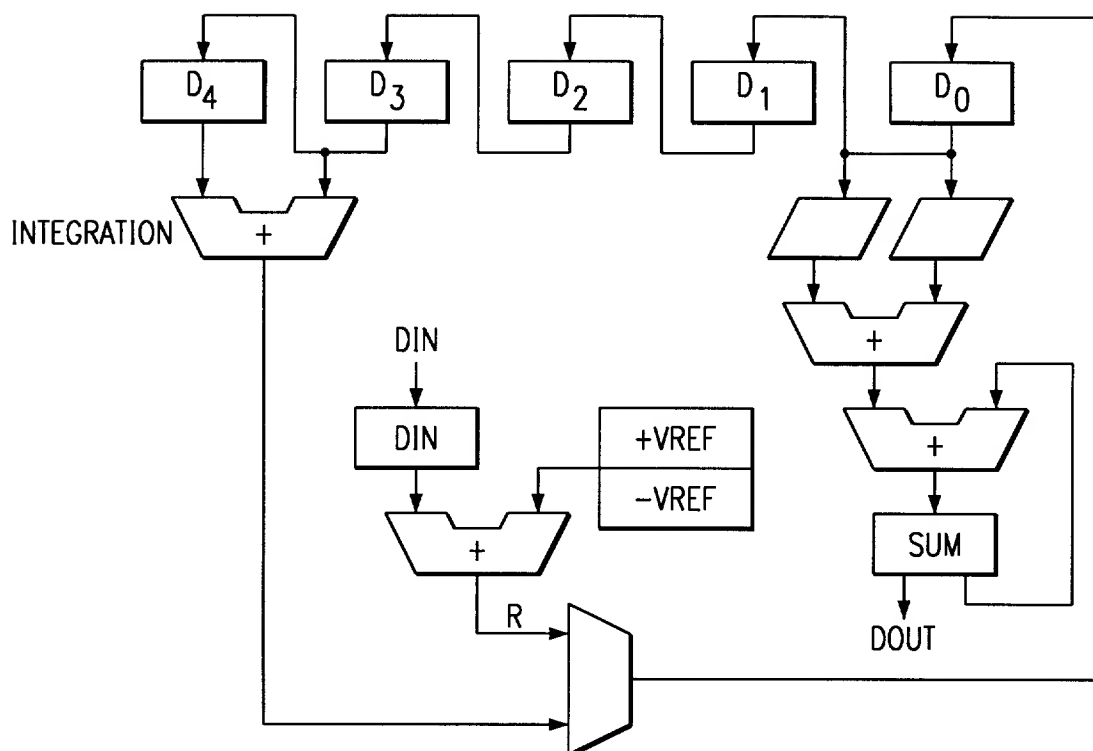 D4 D3 D2 D1 D0
INTEGRATION + +
DIN
DIN +VREF +
-VREF
+ SUM
R DOUT